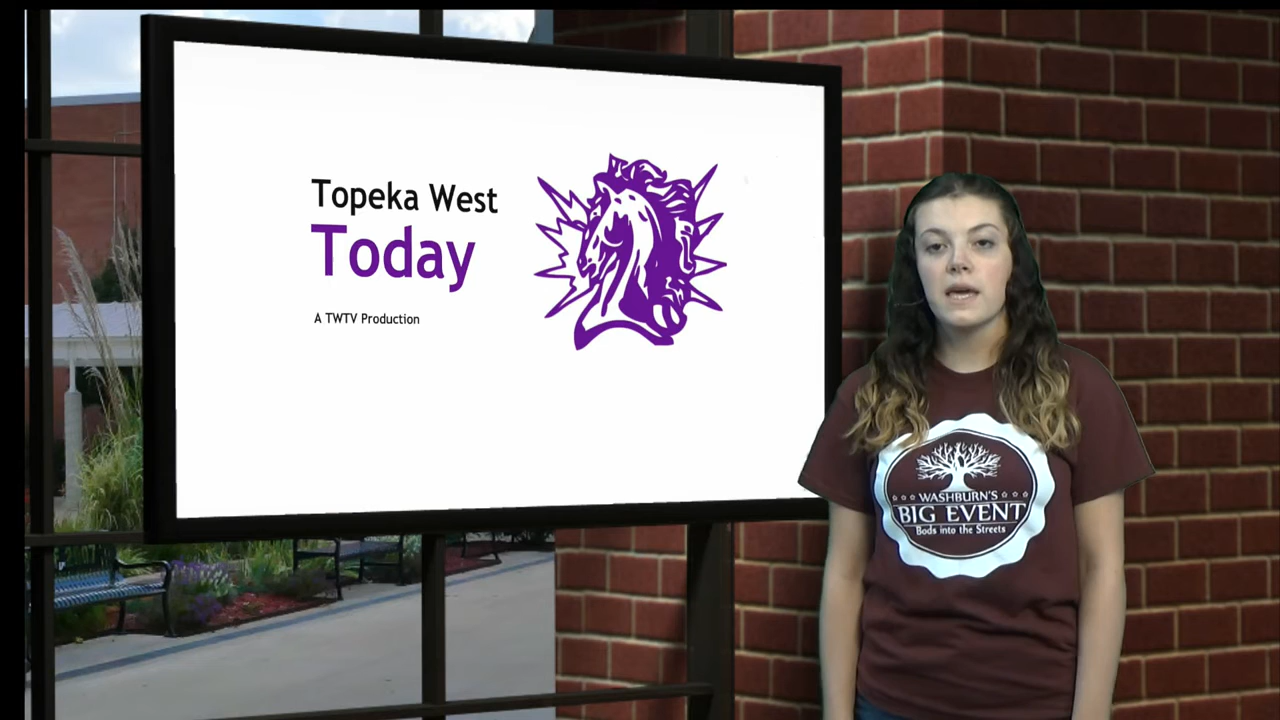 Topeka West
Today
A TWTV Production
WASHBURN'S
BIG EVENT
Bods into the Streets